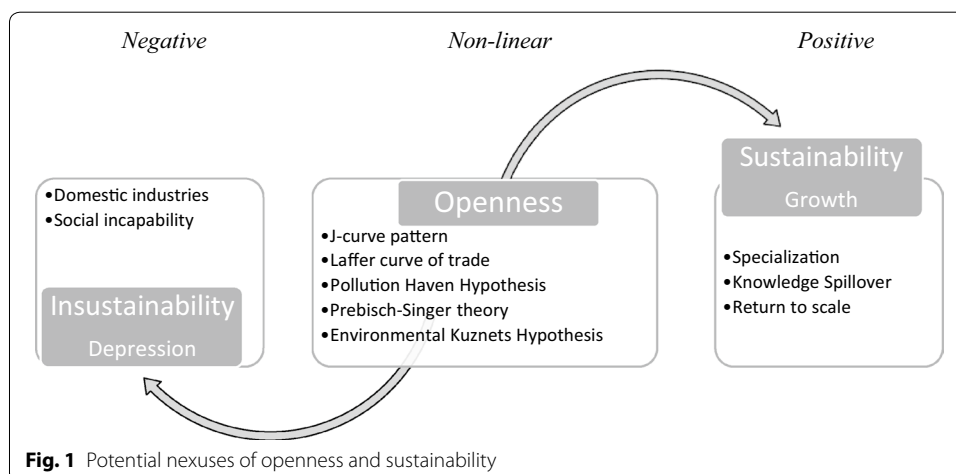 Negative
Non-linear
Positive
•Domestic industries
•Social incapability
Insustainability
Depression
Openness
•J-curve pattern
•Laffer curve of trade
•Pollution Haven Hypothesis
•Prebisch-Singer theory
•Environmental Kuznets Hypothesis
Sustainability
Growth
•Specialization
•Knowledge Spillover
•Return to scale
Fig. 1 Potential nexuses of openness and sustainability